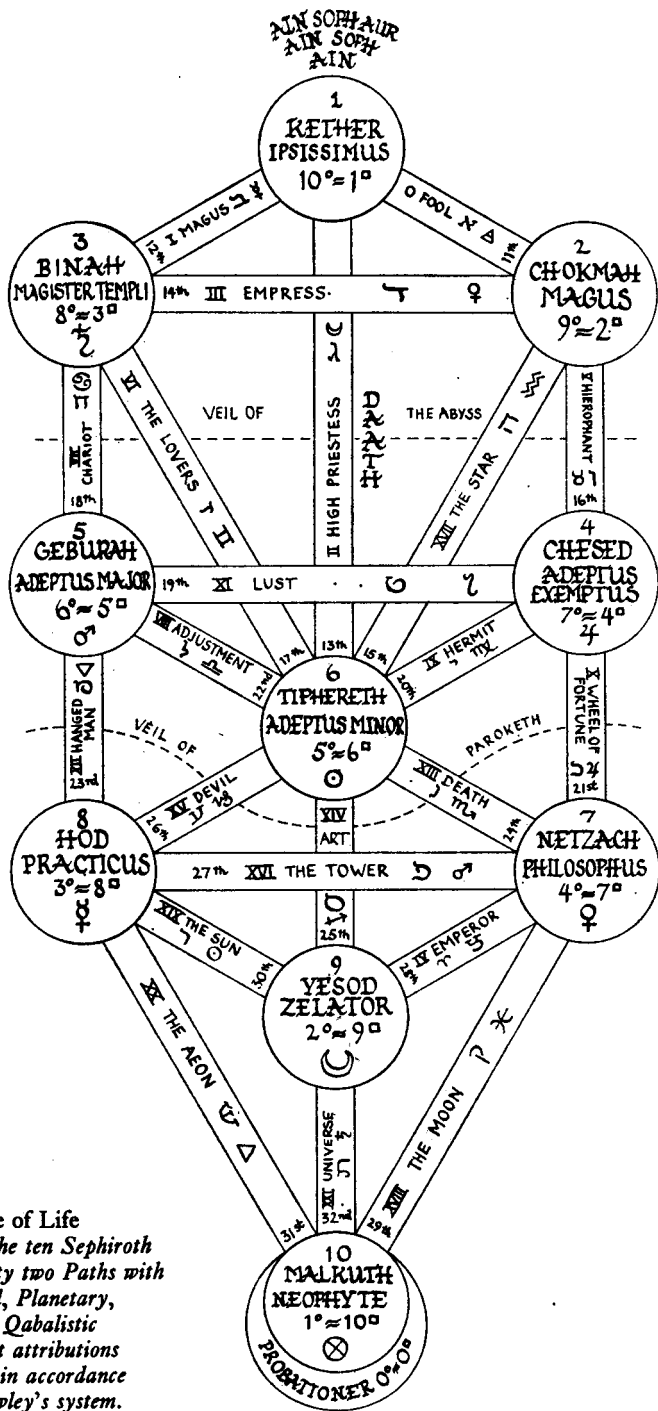 AIN SOPH AUR
AIN SOPH
AIN
1
KETHER
IPSISSIMUS
10°=1□
12th I MAGUS ב ☿
0 FOOL א △ 11th
3
BINAH
MAGISTER TEMPLI
8°=3□
♄
2
CHOKMAH
MAGUS
9°=2□
14th III EMPRESS ד ♀
VII CHARIOT ח ♋
18th
VI THE LOVERS ז ♊ 17th
II HIGH PRIESTESS ג ☾
13th
DAATH
XVII THE STAR ה ♒ 15th
V HIEROPHANT ו ♉
16th
VEIL OF THE ABYSS
5
GEBURAH
ADEPTUS MAJOR
6°=5□
♂
4
CHESED
ADEPTUS
EXEMPTUS
7°=4□
♃
19th XI LUST ט ♌
VIII ADJUSTMENT ל ♎ 22nd
IX HERMIT י ♍ 20th
6
TIPHERETH
ADEPTUS MINOR
5°=6□
☉
XII HANGED MAN מ ▽
23rd
X WHEEL OF FORTUNE כ ♃
21st
VEIL OF PAROKETH
26th XV DEVIL ע ♑
XIII DEATH נ ♏ 24th
XIV
ART
ס ♐
25th
8
HOD
PRACTICUS
3°=8□
☿
7
NETZACH
PHILOSOPHUS
4°=7□
♀
27th XVI THE TOWER פ ♂
XIX THE SUN ר ☉ 30th
28th IV EMPEROR צ ♈
9
YESOD
ZELATOR
2°=9□
☾
XX THE AEON ש △ 31st
XXI UNIVERSE ת ♄
32nd
XVIII THE MOON ק ♓ 29th
10
MALKUTH
NEOPHYTE
1°=10□
⊗
PROBATIONER 0°=0□
e of Life
he ten Sephiroth
ty two Paths with
l, Planetary,
Qabalistic
t attributions
in accordance
pley's system.